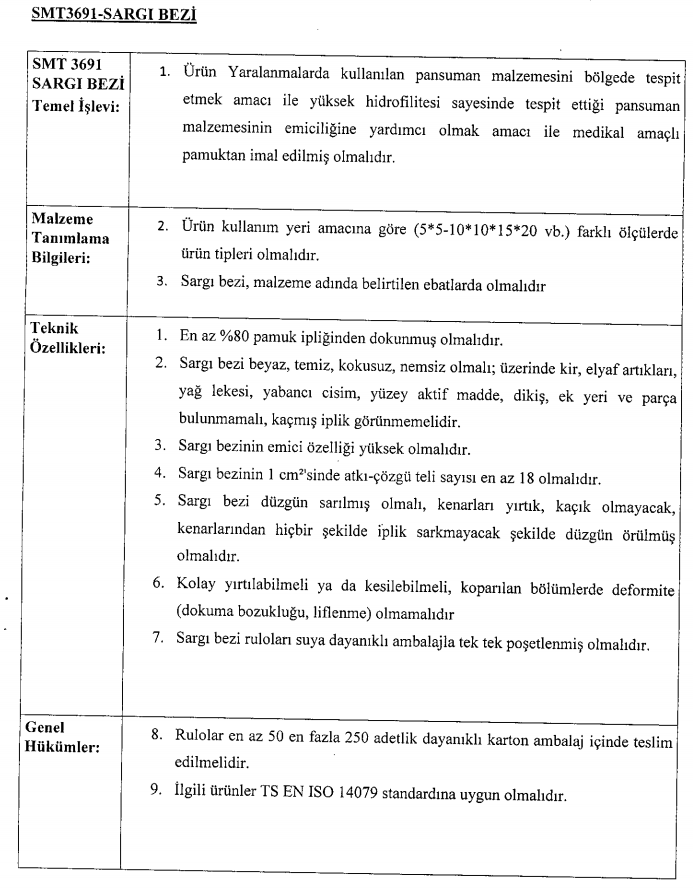 SMT3691-SARGI BEZİ
SMT 3691
SARGI BEZİ
Temel İşlevi:
1. Ürün Yaralanmalarda kullanılan pansuman malzemesini bölgede tespit
etmek amacı ile yüksek hidrofilitesi sayesinde tespit ettiği pansuman
malzemesinin emiciliğine yardımcı olmak amacı ile medikal amaçlı
pamuktan imal edilmiş olmalıdır.
Malzeme
Tanımlama
Bilgileri:
2. Ürün kullanım yeri amacına göre (5*5-10*10*15*20 vb.) farklı ölçülerde
ürün tipleri olmalıdır.
3. Sargı bezi, malzeme adında belirtilen ebatlarda olmalıdır
Teknik
Özellikleri:
1. En az %80 pamuk ipliğinden dokunmuş olmalıdır.
2. Sargı bezi beyaz, temiz, kokusuz, nemsiz olmalı; üzerinde kir, elyaf artıkları,
yağ lekesi, yabancı cisim, yüzey aktif madde, dikiş, ek yeri ve parça
bulunmamalı, kaçmış iplik görünmemelidir.
3. Sargı bezinin emici özelliği yüksek olmalıdır.
4. Sargı bezinin 1 cm²'sinde atkı-çözgü teli sayısı en az 18 olmalıdır.
5. Sargı bezi düzgün sarılmış olmalı, kenarları yırtık, kaçık olmayacak,
kenarlarından hiçbir şekilde iplik sarkmayacak şekilde düzgün örülmüş
olmalıdır.
6. Kolay yırtılabilmeli ya da kesilebilmeli, koparılan bölümlerde deformite
(dokuma bozukluğu, liflenme) olmamalıdır
7. Sargı bezi ruloları suya dayanıklı ambalajla tek tek poşetlenmiş olmalıdır.
Genel
Hükümler:
8. Rulolar en az 50 en fazla 250 adetlik dayanıklı karton ambalaj içinde teslim
edilmelidir.
9. İlgili ürünler TS EN ISO 14079 standardına uygun olmalıdır.